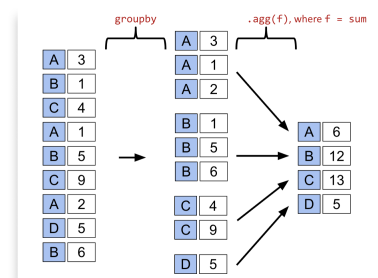 groupby
.agg(f), where f = sum
A 3
B 1
C 4
A 1
B 5
C 9
A 2
D 5
B 6
A 3
A 1
A 2
B 1
B 5
B 6
C 4
C 9
D 5
A 6
B 12
C 13
D 5